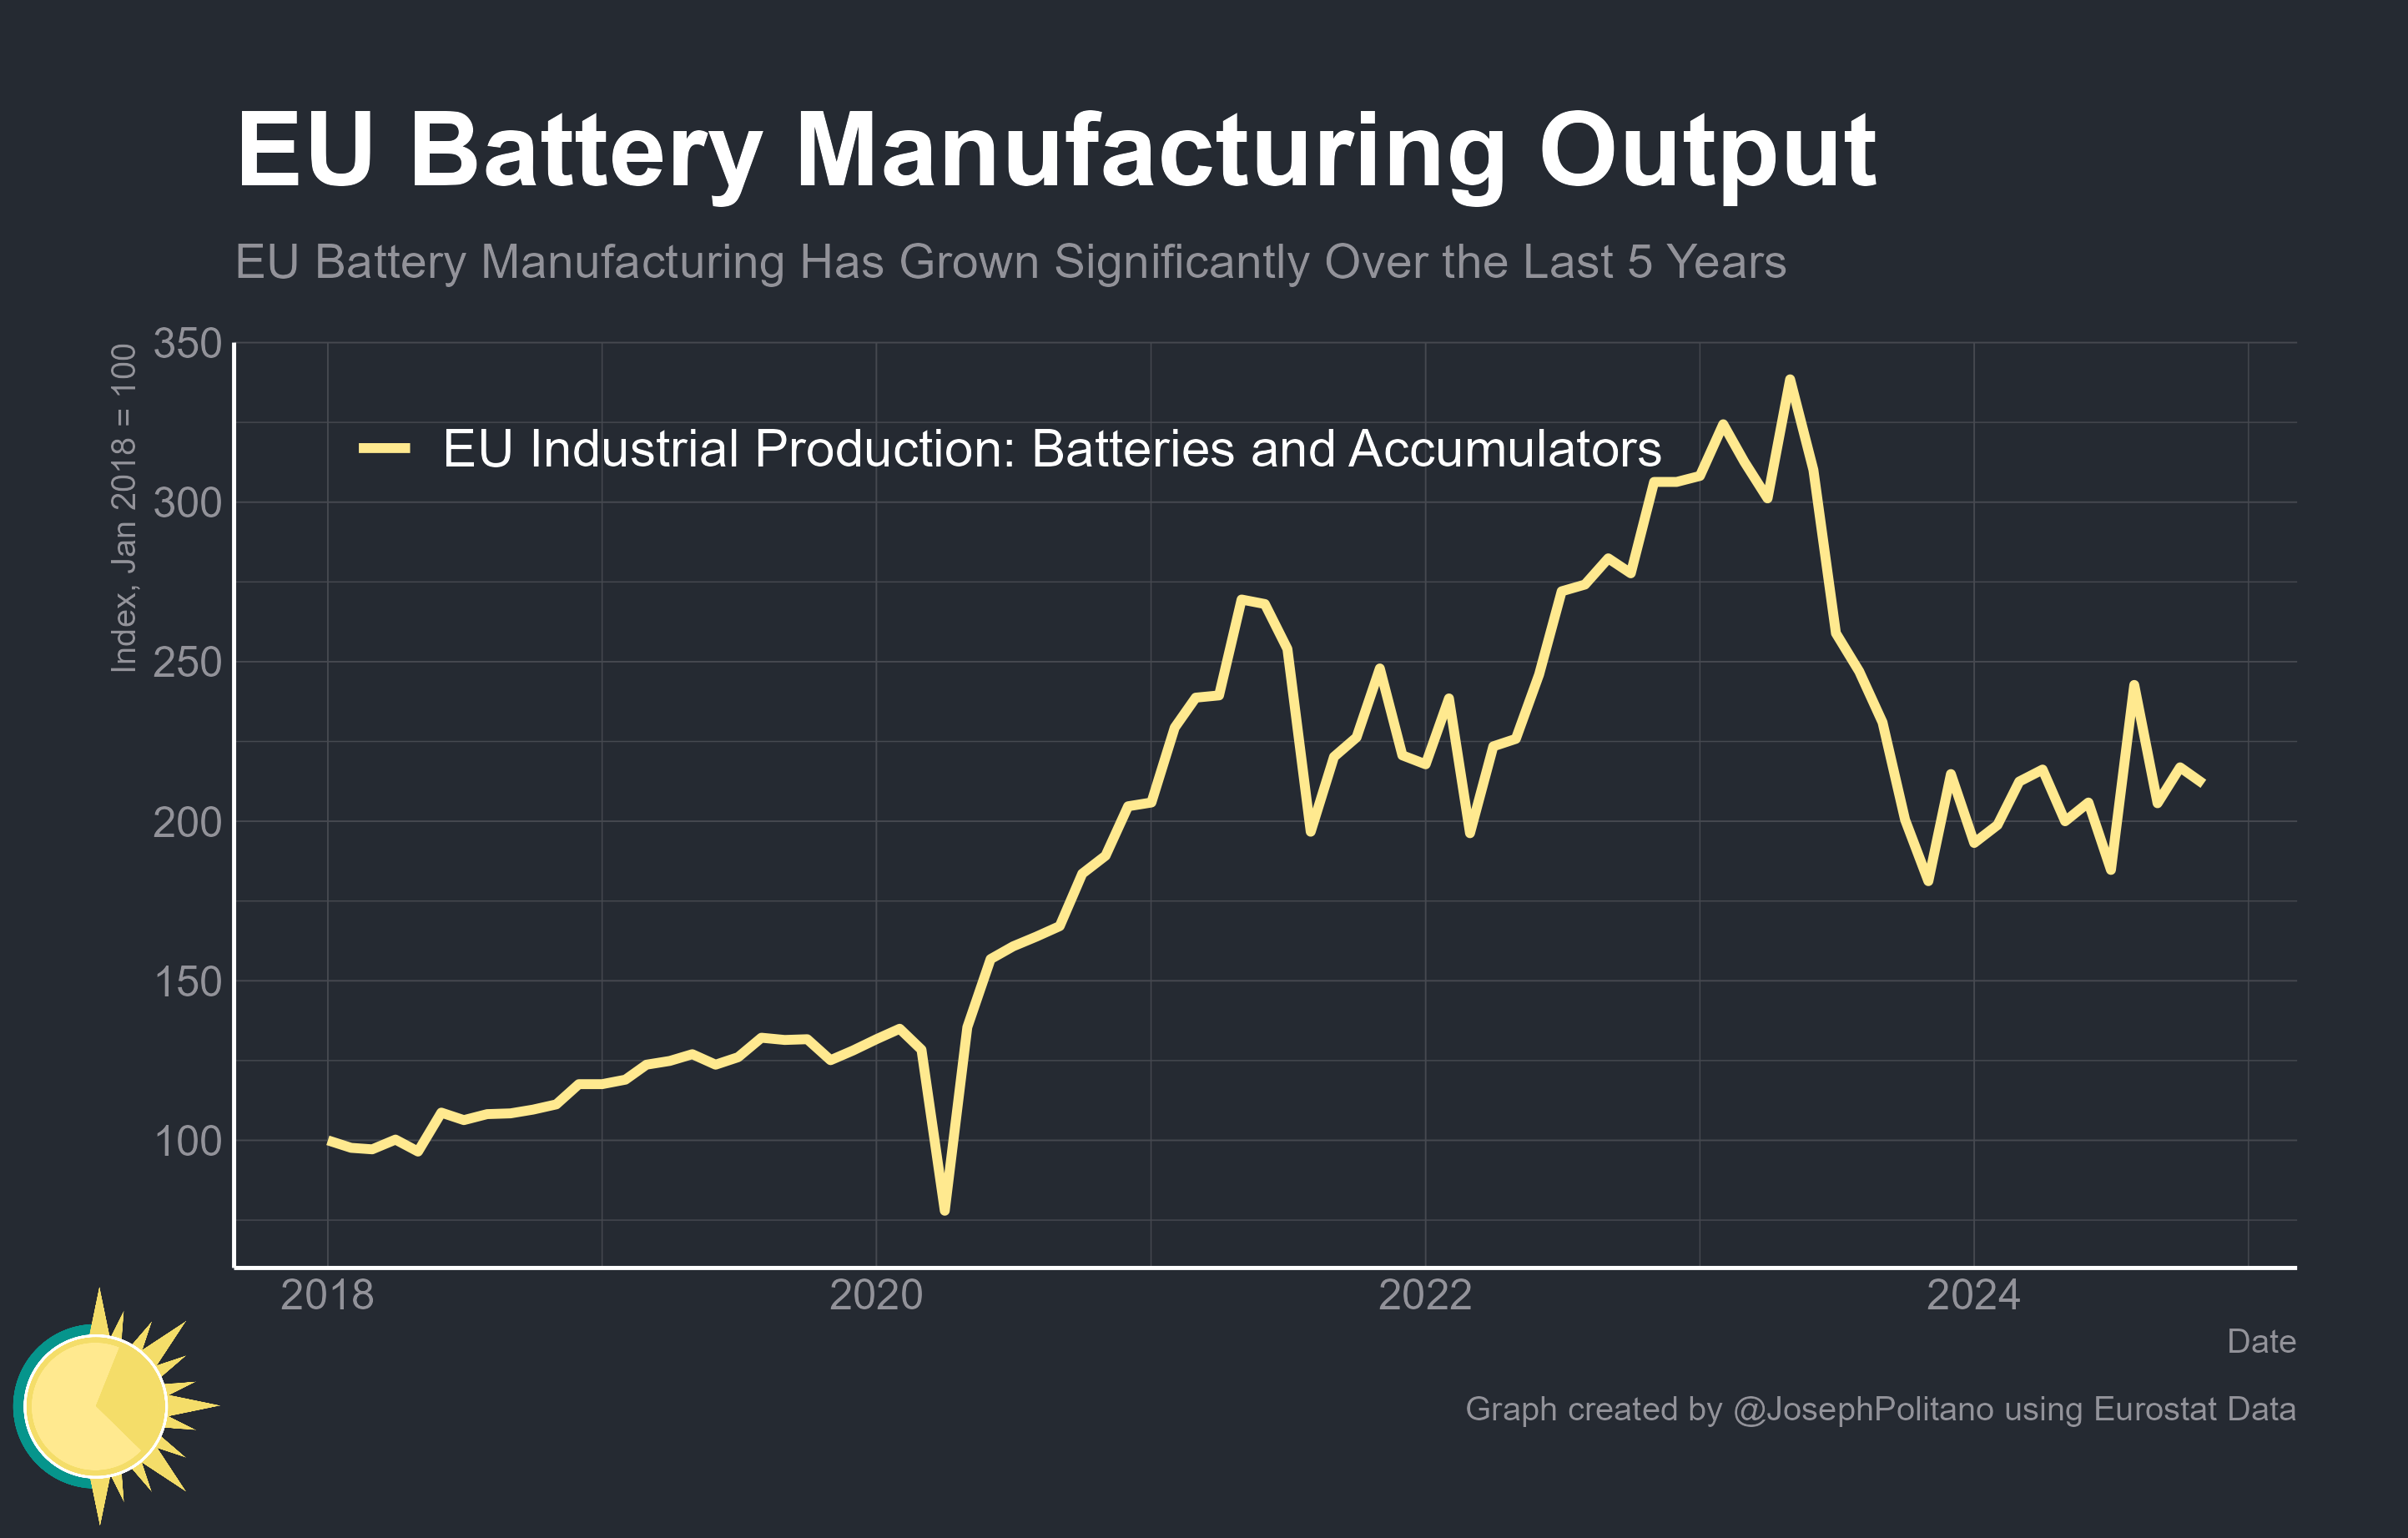 EU Battery Manufacturing Output
EU Battery Manufacturing Has Grown Significantly Over the Last 5 Years
Index, Jan 2018 = 100
350
300
250
200
150
100
EU Industrial Production: Batteries and Accumulators
2018
2020
2022
2024
Date
Graph created by @JosephPolitano using Eurostat Data